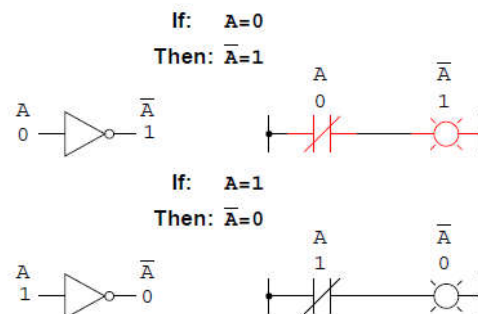 If: A=0
Then: A̅=1
A A̅
0 1
A A̅
0 1
If: A=1
Then: A̅=0
A A̅
1 0
A A̅
1 0